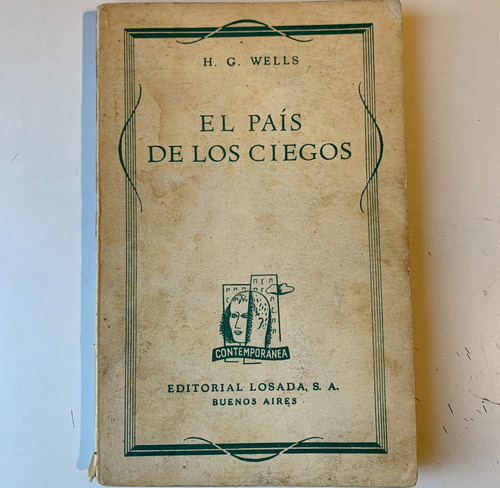 H. G. WELLS
EL PAÍS
DE LOS CIEGOS
CONTEMPORÁNEA
EDITORIAL LOSADA, S. A.
BUENOS AIRES